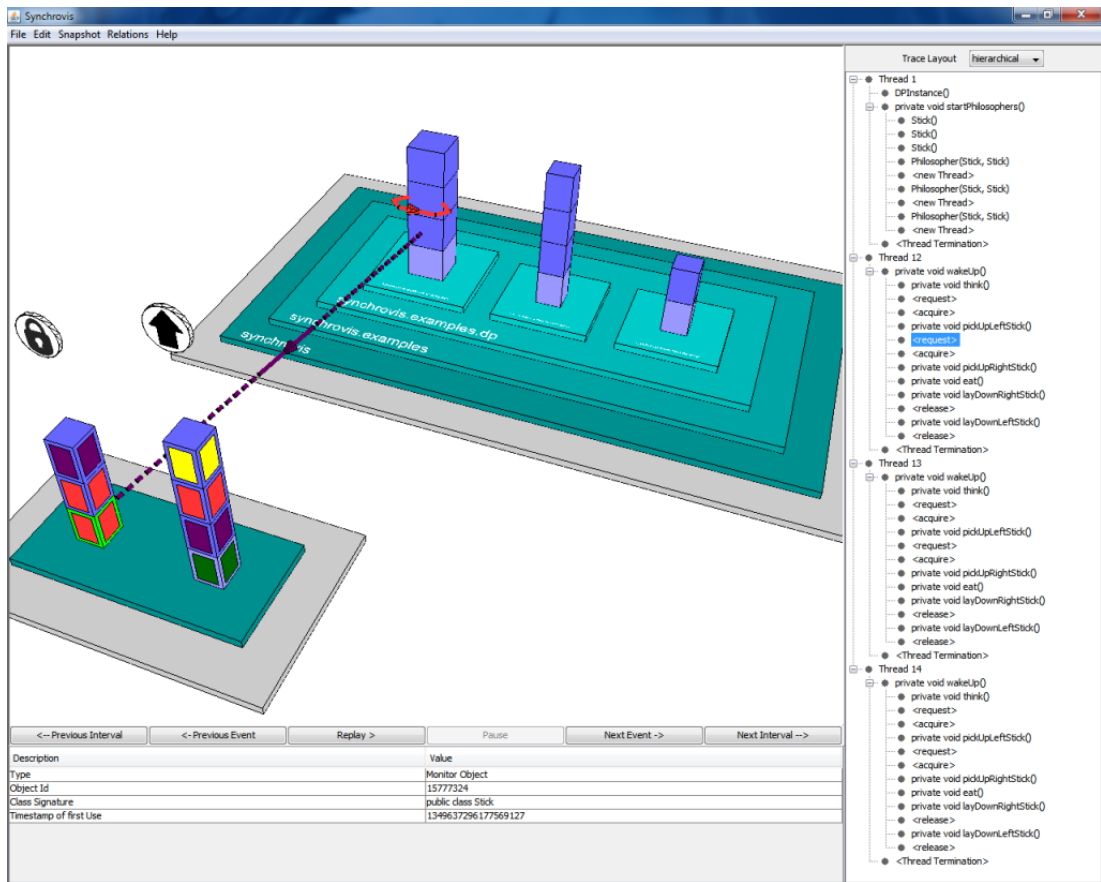 Synchrovis
File Edit Snapshot Relations Help
synchrovis.examples.dp
synchrovis.examples
synchrovis
<-- Previous Interval
<- Previous Event
Replay >
Pause
Next Event ->
Next Interval -->
Description Value
Type Monitor Object
Object Id 15777324
Class Signature public class Stick
Timestamp of first Use 1349637296177569127
Trace Layout hierarchical
Thread 1
DPInstance()
private void startPhilosophers()
Stick()
Stick()
Stick()
Philosopher(Stick, Stick)
<new Thread>
Philosopher(Stick, Stick)
<new Thread>
Philosopher(Stick, Stick)
<new Thread>
<Thread Termination>
Thread 12
private void wakeUp()
private void think()
<request>
<acquire>
private void pickUpLeftStick()
<request>
<acquire>
private void pickUpRightStick()
private void eat()
private void layDownRightStick()
<release>
private void layDownLeftStick()
<release>
<Thread Termination>
Thread 13
private void wakeUp()
private void think()
<request>
<acquire>
private void pickUpLeftStick()
<request>
<acquire>
private void pickUpRightStick()
private void eat()
private void layDownRightStick()
<release>
private void layDownLeftStick()
<release>
<Thread Termination>
Thread 14
private void wakeUp()
private void think()
<request>
<acquire>
private void pickUpLeftStick()
<request>
<acquire>
private void pickUpRightStick()
private void eat()
private void layDownRightStick()
<release>
private void layDownLeftStick()
<release>
<Thread Termination>